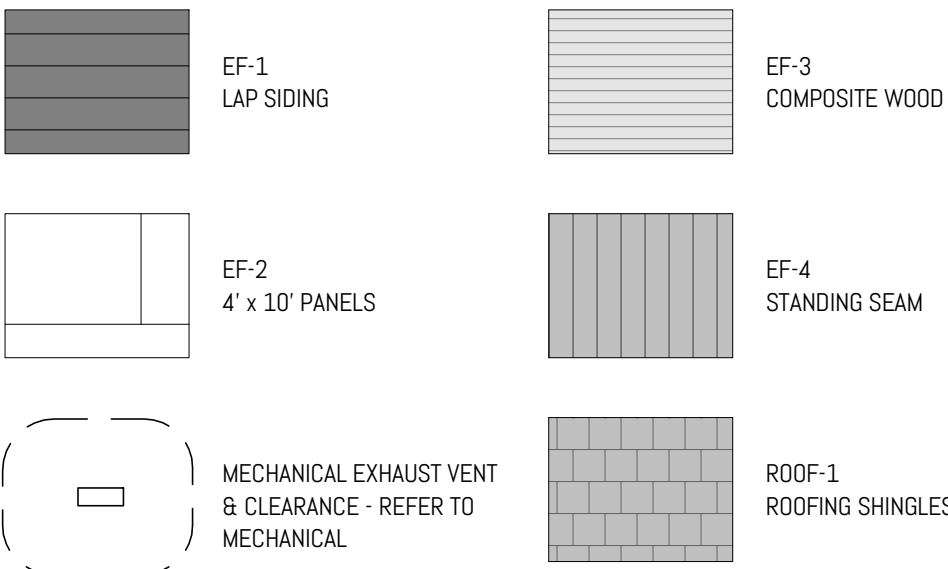 EF-1
LAP SIDING
EF-3
COMPOSITE WOOD
EF-2
4' x 10' PANELS
EF-4
STANDING SEAM
MECHANICAL EXHAUST VENT
& CLEARANCE - REFER TO
MECHANICAL
ROOF-1
ROOFING SHINGLES